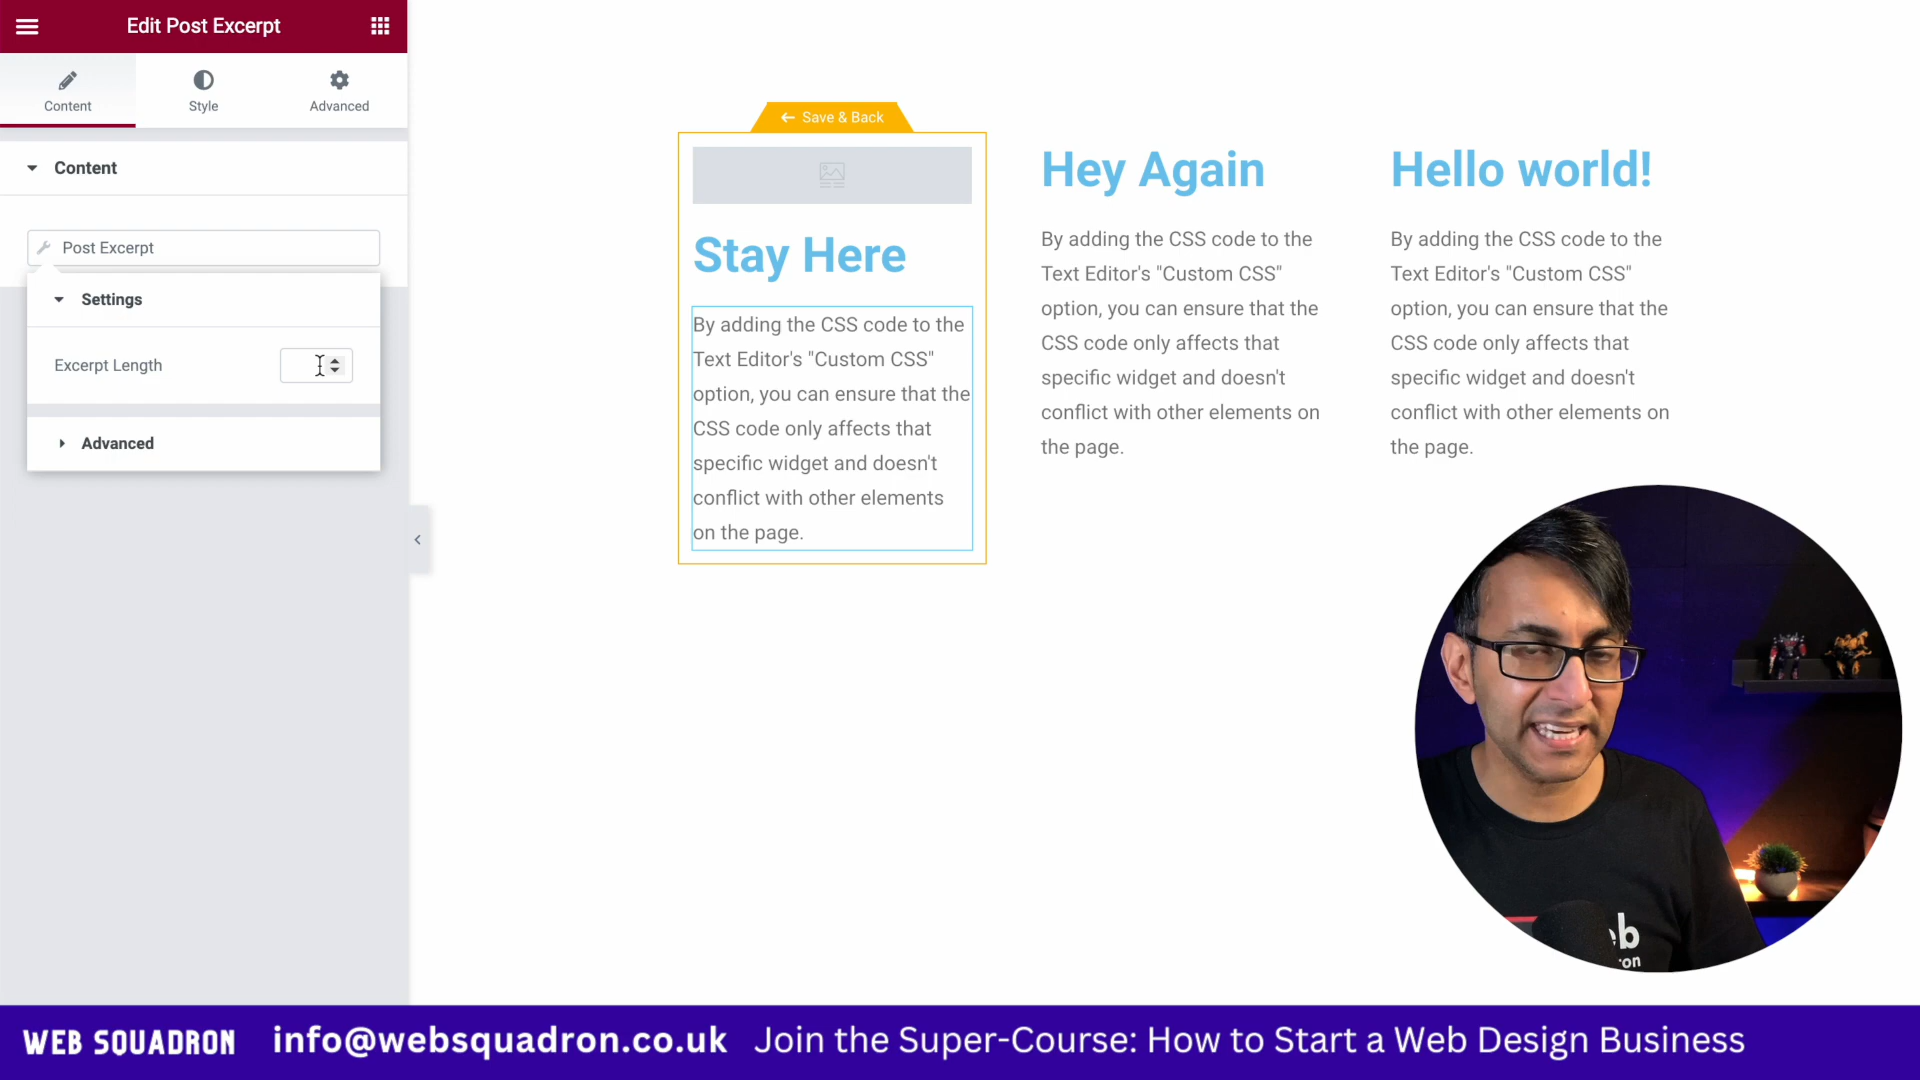 Edit Post Excerpt
Content
Style
Advanced
Content
Post Excerpt
Settings
Excerpt Length
Advanced
Save & Back
Stay Here
By adding the CSS code to the
Text Editor's "Custom CSS"
option, you can ensure that the
CSS code only affects that
specific widget and doesn't
conflict with other elements
on the page.
Hey Again
By adding the CSS code to the
Text Editor's "Custom CSS"
option, you can ensure that the
CSS code only affects that
specific widget and doesn't
conflict with other elements on
the page.
Hello world!
By adding the CSS code to the
Text Editor's "Custom CSS"
option, you can ensure that the
CSS code only affects that
specific widget and doesn't
conflict with other elements on
the page.
WEB SQUADRON info@websquadron.co.uk Join the Super-Course: How to Start a Web Design Business